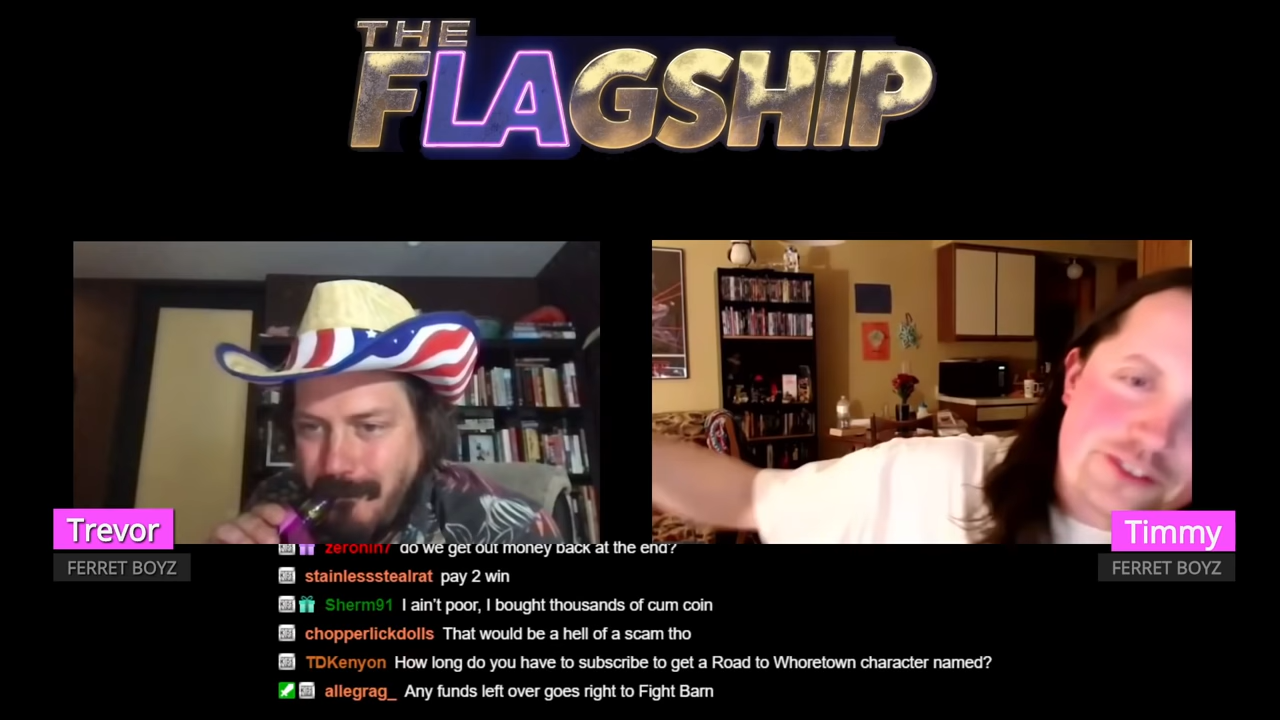 THE
FLAGSHIP
Trevor
FERRET BOYZ
Timmy
FERRET BOYZ
zeronin7 do we get out money back at the end?
stainlessstealrat pay 2 win
Sherm91 I ain't poor, I bought thousands of cum coin
chopperlickdolls That would be a hell of a scam tho
TDKenyon How long do you have to subscribe to get a Road to Whoretown character named?
allegrag_ Any funds left over goes right to Fight Barn